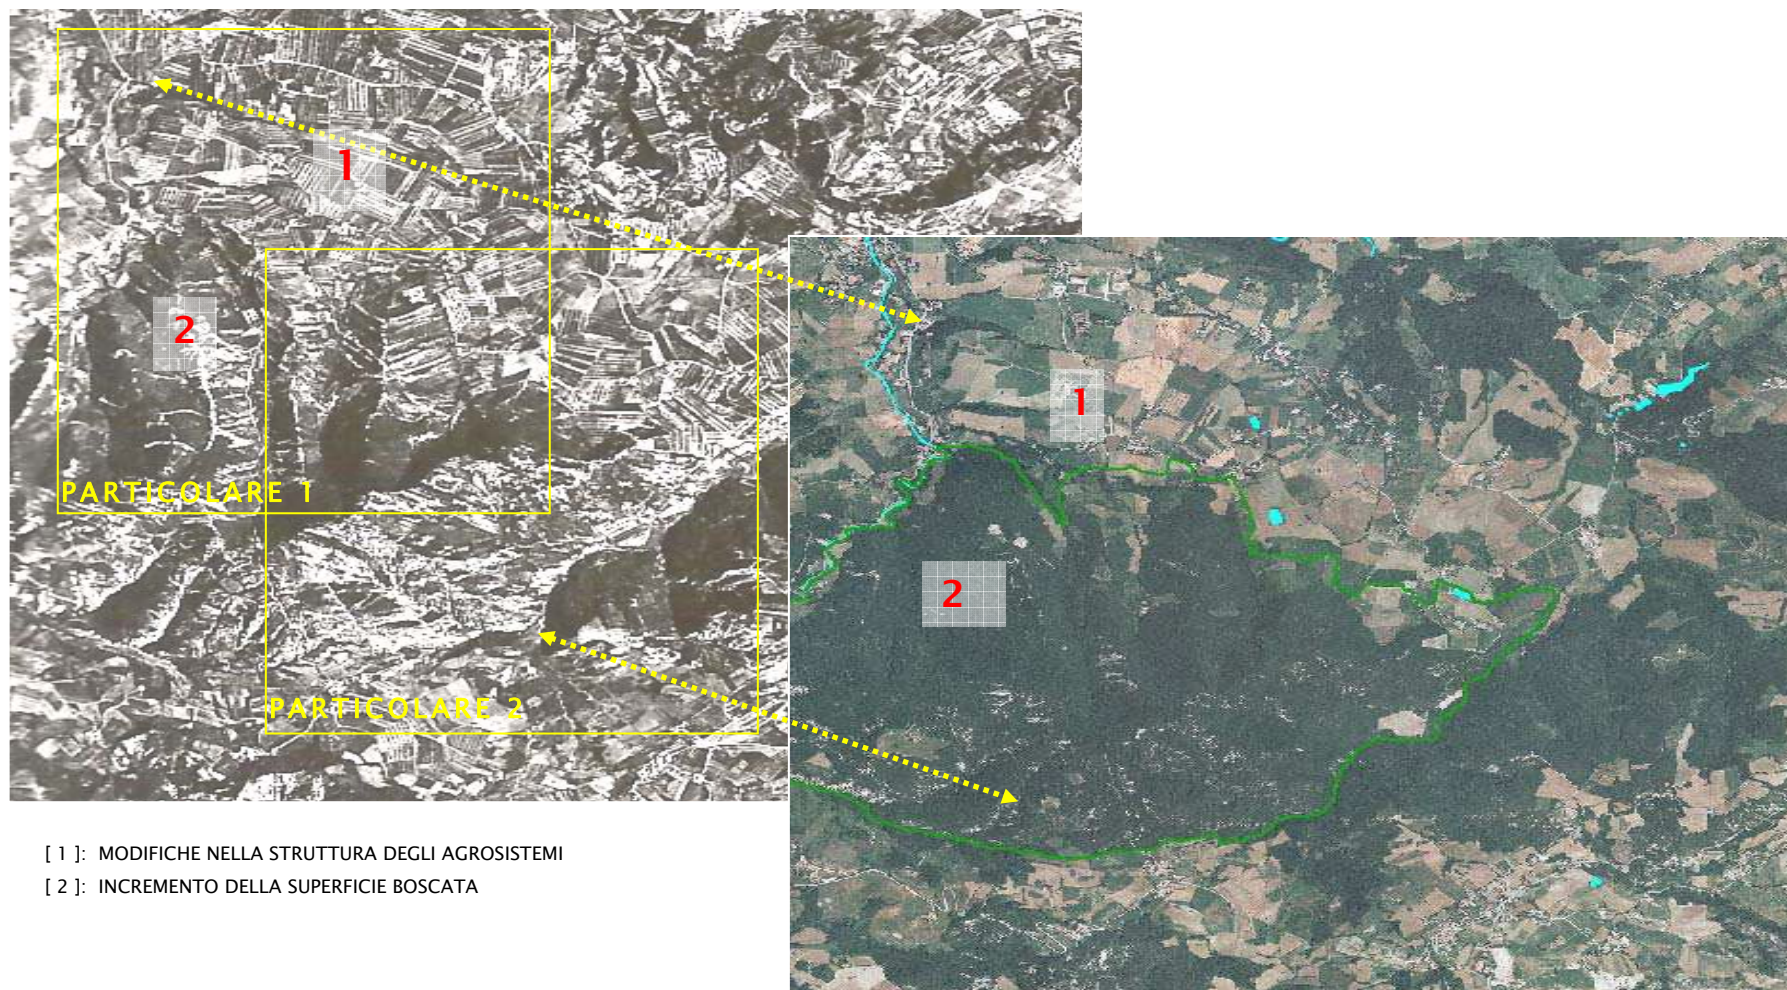 1
2
PARTICOLARE 1
PARTICOLARE 2
1
2
[ 1 ]: MODIFICHE NELLA STRUTTURA DEGLI AGROSISTEMI
[ 2 ]: INCREMENTO DELLA SUPERFICIE BOSCATA